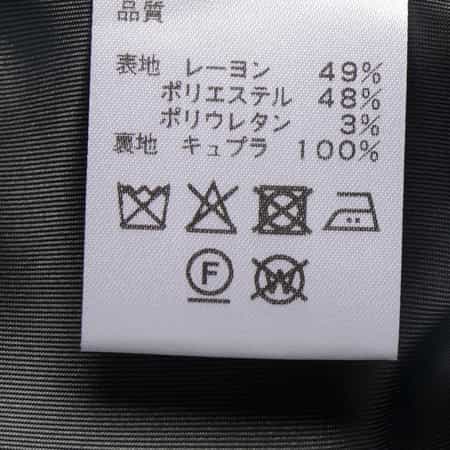 品質
表地 レーヨン 49%
ポリエステル 48%
ポリウレタン 3%
裏地 キュプラ 100%
F W